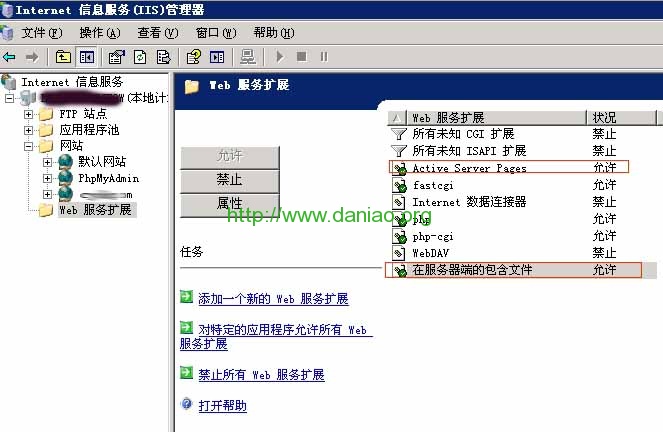 Internet 信息服务(IIS)管理器
文件(F) 操作(A) 查看(V) 窗口(W) 帮助(H)
Internet 信息服务
(本地计
FTP 站点
应用程序池
网站
默认网站
PhpMyAdmin
Web 服务扩展
Web 服务扩展
允许
禁止
属性
任务
添加一个新的 Web 服务扩展
对特定的应用程序允许所有 Web
服务扩展
禁止所有 Web 服务扩展
打开帮助
Web 服务扩展 状况
所有未知 CGI 扩展 禁止
所有未知 ISAPI 扩展 禁止
Active Server Pages 允许
fastcgi 允许
Internet 数据连接器 禁止
php 允许
php-cgi 允许
WebDAV 禁止
在服务器端的包含文件 允许
http://www.daniao.org